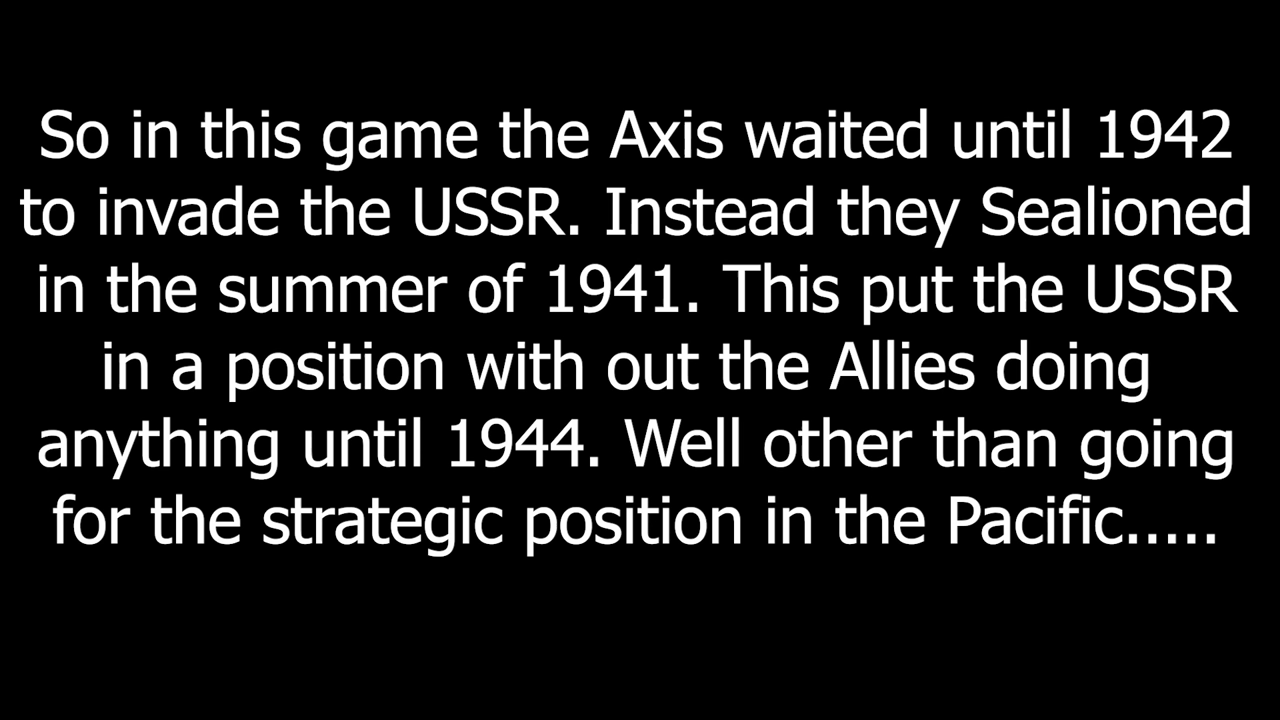 So in this game the Axis waited until 1942
to invade the USSR. Instead they Sealioned
in the summer of 1941. This put the USSR
in a position with out the Allies doing
anything until 1944. Well other than going
for the strategic position in the Pacific.....